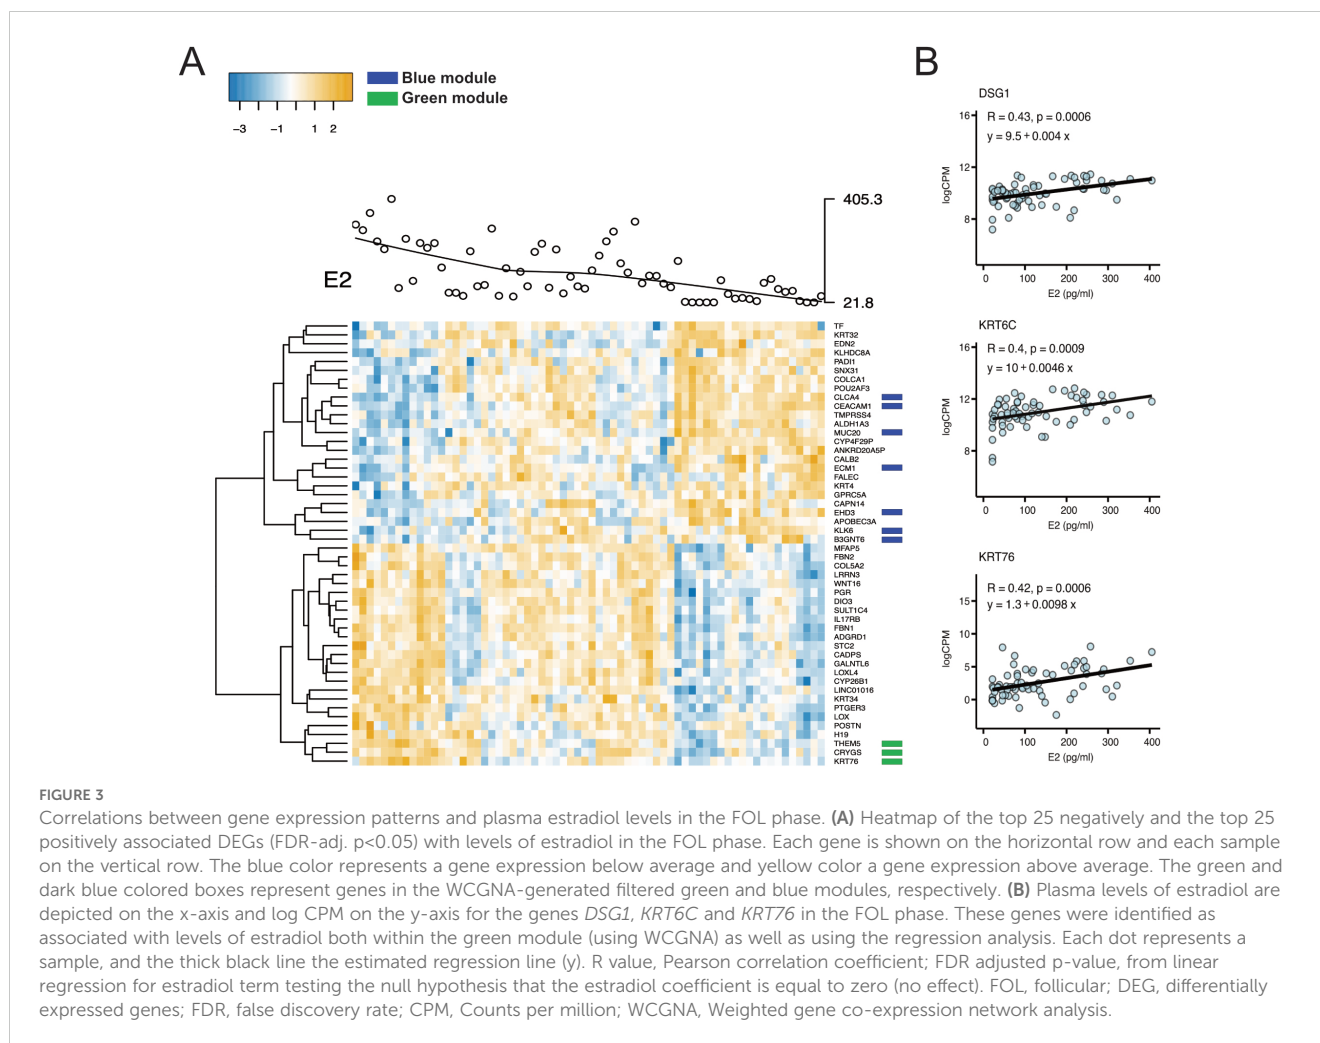 A
B
Blue module
Green module
−3
−1
1
2
405.3
E2
21.8
TF
KRT32
EDN2
KLHDC8A
PADI1
SNX31
COLCA1
POU2AF3
CLCA4
CEACAM1
TMPRSS4
ALDH1A3
MUC20
CYP4F29P
ANKRD20A5P
CALB2
ECM1
FALEC
KRT4
GPRC5A
CAPN14
EHD3
APOBEC3A
KLK6
B3GNT6
MFAP5
FBN2
COL5A2
LRRN3
WNT16
PGR
DIO3
SULT1C4
IL17RB
FBN1
ADGRD1
STC2
CADPS
GALNTL6
LOXL4
CYP26B1
LINC01016
KRT34
PTGER3
LOX
POSTN
H19
THEM5
CRYGS
KRT76
DSG1
R = 0.43, p = 0.0006
y = 9.5 + 0.004 x
16
12
8
logCPM
0 100 200 300 400
E2 (pg/ml)
KRT6C
R = 0.4, p = 0.0009
y = 10 + 0.0046 x
16
12
8
logCPM
0 100 200 300 400
E2 (pg/ml)
KRT76
R = 0.42, p = 0.0006
y = 1.3 + 0.0098 x
15
10
5
0
logCPM
0 100 200 300 400
E2 (pg/ml)
FIGURE 3
Correlations between gene expression patterns and plasma estradiol levels in the FOL phase. (A) Heatmap of the top 25 negatively and the top 25
positively associated DEGs (FDR-adj. p<0.05) with levels of estradiol in the FOL phase. Each gene is shown on the horizontal row and each sample
on the vertical row. The blue color represents a gene expression below average and yellow color a gene expression above average. The green and
dark blue colored boxes represent genes in the WCGNA-generated filtered green and blue modules, respectively. (B) Plasma levels of estradiol are
depicted on the x-axis and log CPM on the y-axis for the genes DSG1, KRT6C and KRT76 in the FOL phase. These genes were identified as
associated with levels of estradiol both within the green module (using WCGNA) as well as using the regression analysis. Each dot represents a
sample, and the thick black line the estimated regression line (y). R value, Pearson correlation coefficient; FDR adjusted p-value, from linear
regression for estradiol term testing the null hypothesis that the estradiol coefficient is equal to zero (no effect). FOL, follicular; DEG, differentially
expressed genes; FDR, false discovery rate; CPM, Counts per million; WCGNA, Weighted gene co-expression network analysis.